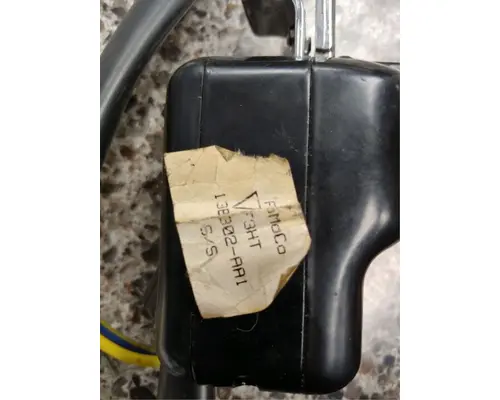 FoMoCo
F3HT
13B302-AA1
S/S